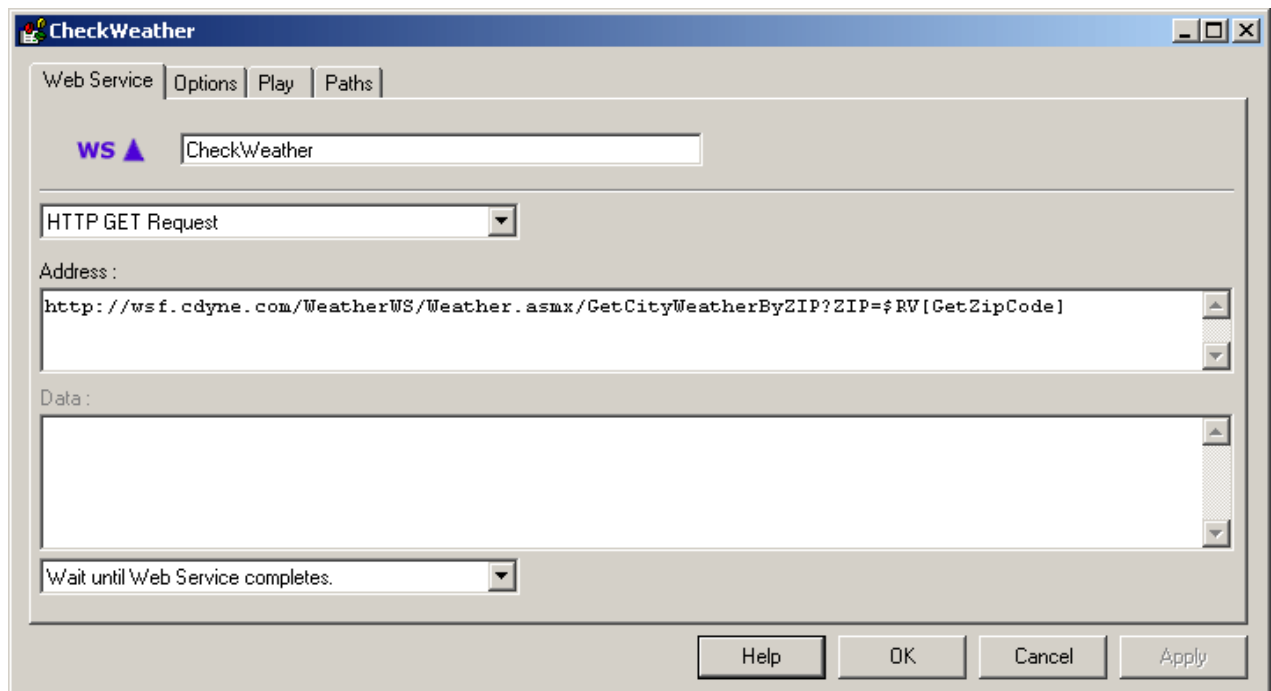 CheckWeather
Web Service Options Play Paths
WS CheckWeather
HTTP GET Request
Address :
http://wsf.cdyne.com/WeatherWS/Weather.asmx/GetCityWeatherByZIP?ZIP=$RV[GetZipCode]
Data :
Wait until Web Service completes.
Help OK Cancel Apply